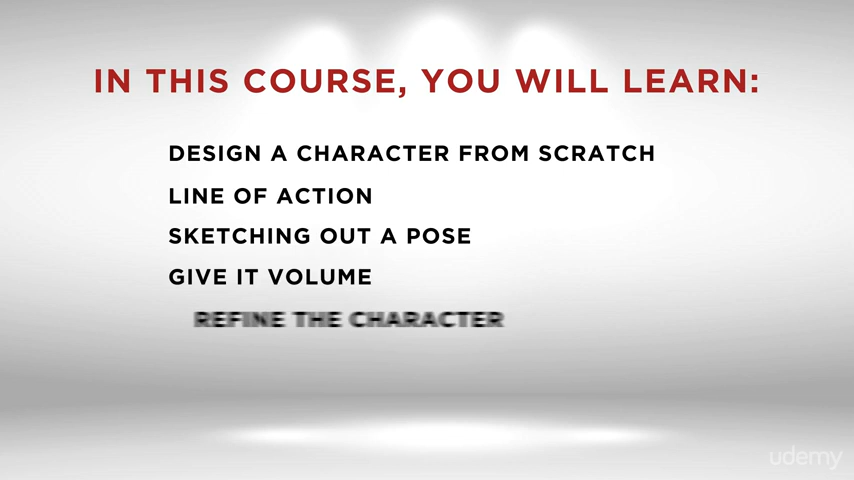 IN THIS COURSE, YOU WILL LEARN:
DESIGN A CHARACTER FROM SCRATCH
LINE OF ACTION
SKETCHING OUT A POSE
GIVE IT VOLUME
REFINE THE CHARACTER
udemy